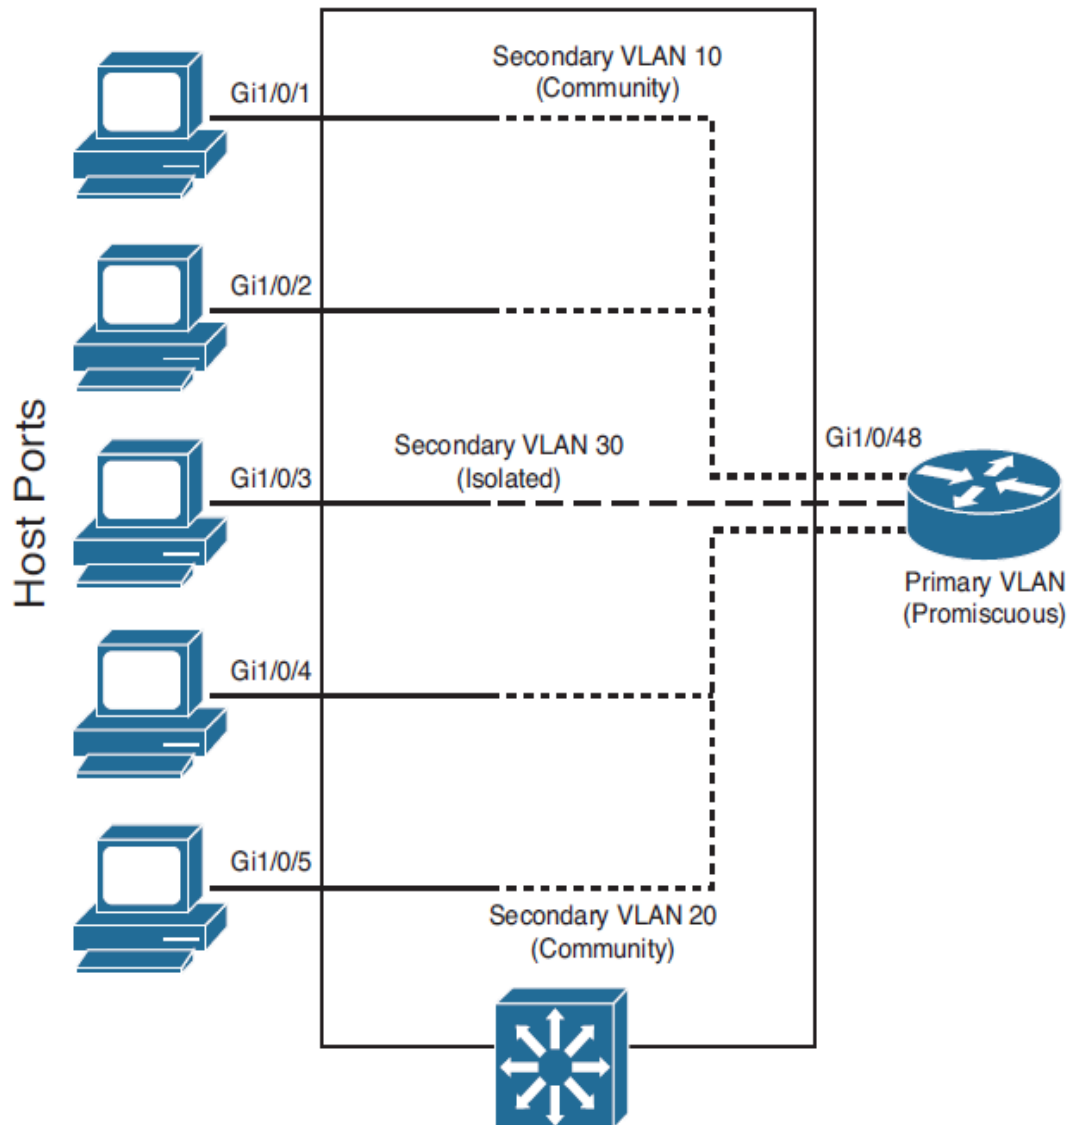 Secondary VLAN 10
(Community)
Gi1/0/1
Gi1/0/2
Host Ports
Secondary VLAN 30
(Isolated)
Gi1/0/3
Gi1/0/48
Primary VLAN
(Promiscuous)
Gi1/0/4
Gi1/0/5
Secondary VLAN 20
(Community)